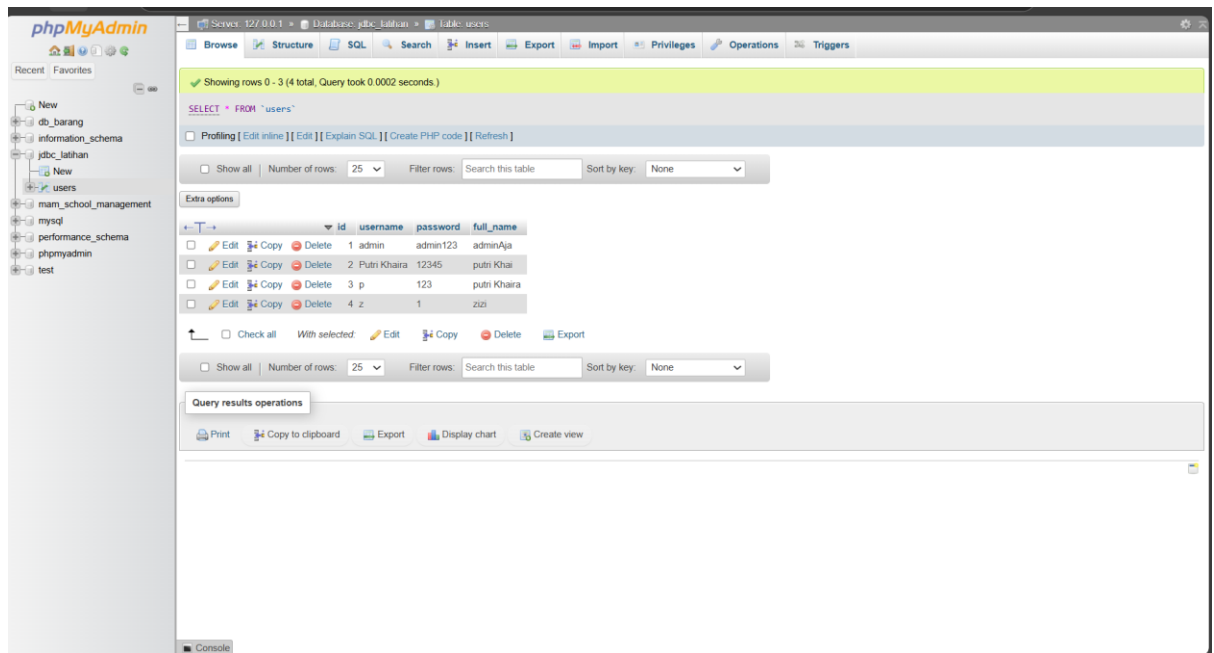 phpMyAdmin
Recent Favorites
New
db_barang
information_schema
jdbc_latihan
New
users
mam_school_management
mysql
performance_schema
phpmyadmin
test
Server: 127.0.0.1 » Database: jdbc_latihan » Table: users
Browse Structure SQL Search Insert Export Import Privileges Operations Triggers
Showing rows 0 - 3 (4 total, Query took 0.0002 seconds.)
SELECT * FROM `users`
Profiling [ Edit inline ] [ Edit ] [ Explain SQL ] [ Create PHP code ] [ Refresh ]
Show all | Number of rows: 25 Filter rows: Search this table Sort by key: None
Extra options
←T→ id username password full_name
Edit Copy Delete 1 admin admin123 adminAja
Edit Copy Delete 2 Putri Khaira 12345 putri Khai
Edit Copy Delete 3 p 123 putri Khaira
Edit Copy Delete 4 z 1 zizi
Check all With selected: Edit Copy Delete Export
Show all | Number of rows: 25 Filter rows: Search this table Sort by key: None
Query results operations
Print Copy to clipboard Export Display chart Create view
Console